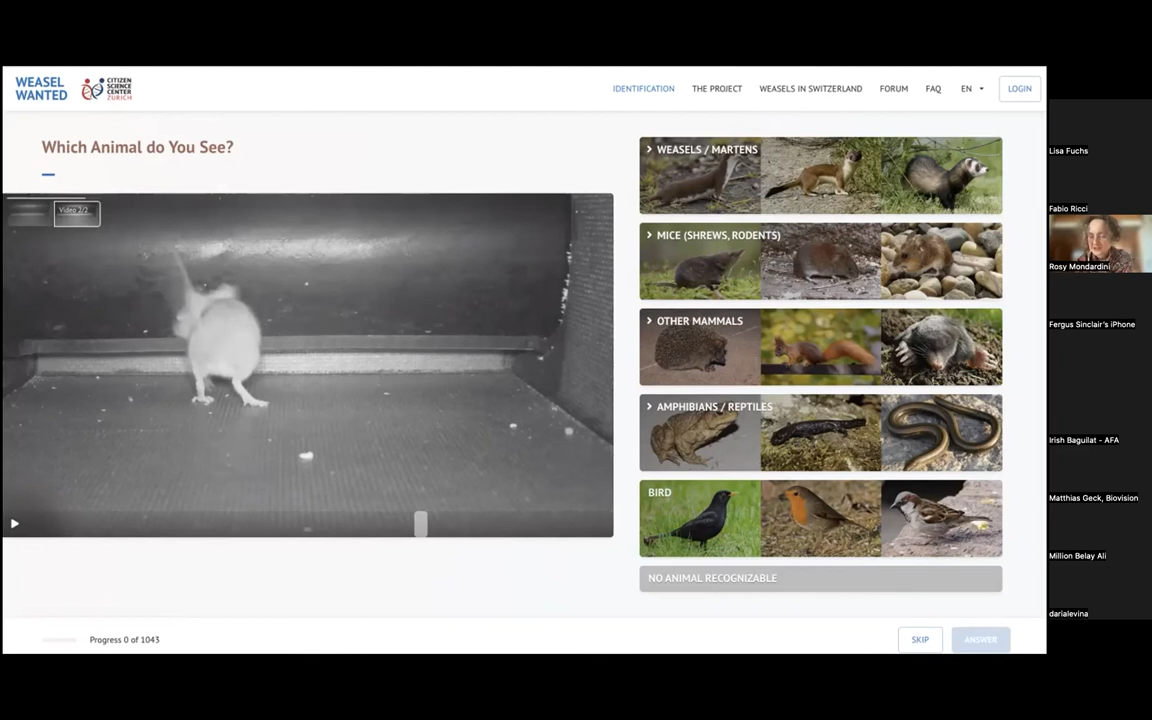 WEASEL
WANTED
CITIZEN
SCIENCE
CENTER
ZURICH
IDENTIFICATION
THE PROJECT
WEASELS IN SWITZERLAND
FORUM
FAQ
EN
LOGIN
Which Animal do You See?
Video 2/2
WEASELS / MARTENS
MICE (SHREWS, RODENTS)
OTHER MAMMALS
AMPHIBIANS / REPTILES
BIRD
NO ANIMAL RECOGNIZABLE
Progress 0 of 1043
SKIP
ANSWER
Lisa Fuchs
Fabio Ricci
Rosy Mondardini
Fergus Sinclair's iPhone
Irish Baguilat - AFA
Matthias Geck, Biovision
Million Belay Ali
darialevina